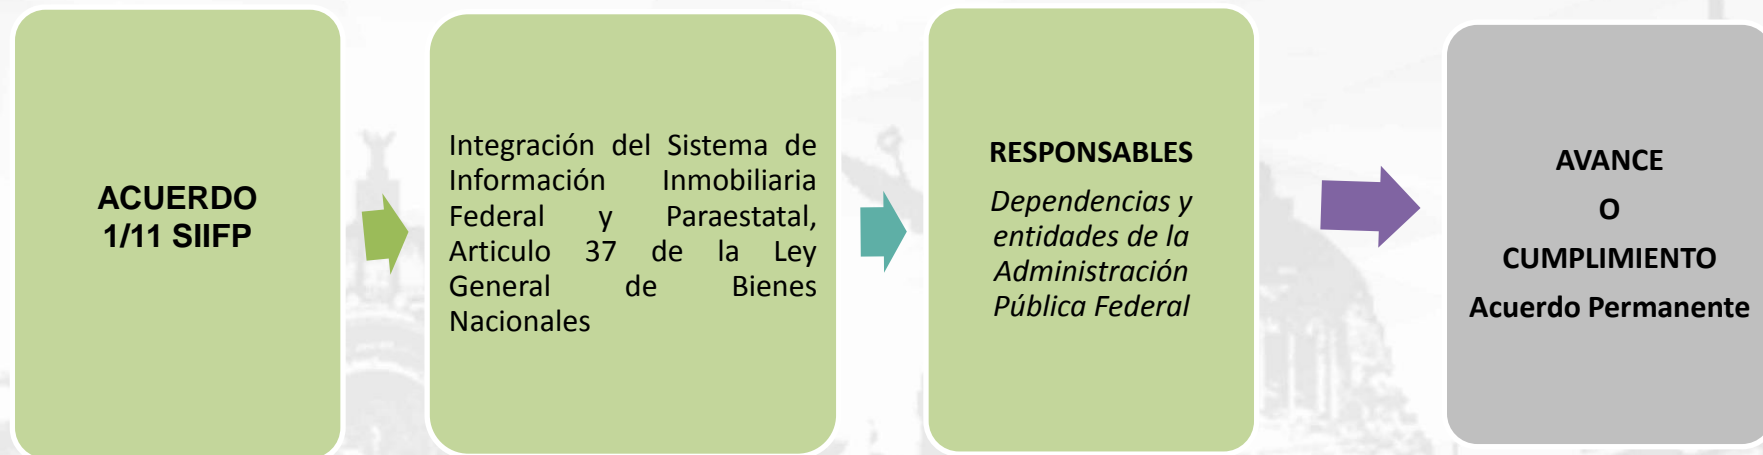 ACUERDO
1/11 SIIFP
Integración del Sistema de
Información Inmobiliaria
Federal y Paraestatal,
Articulo 37 de la Ley
General de Bienes
Nacionales
RESPONSABLES
Dependencias y
entidades de la
Administración
Pública Federal
AVANCE
O
CUMPLIMIENTO
Acuerdo Permanente